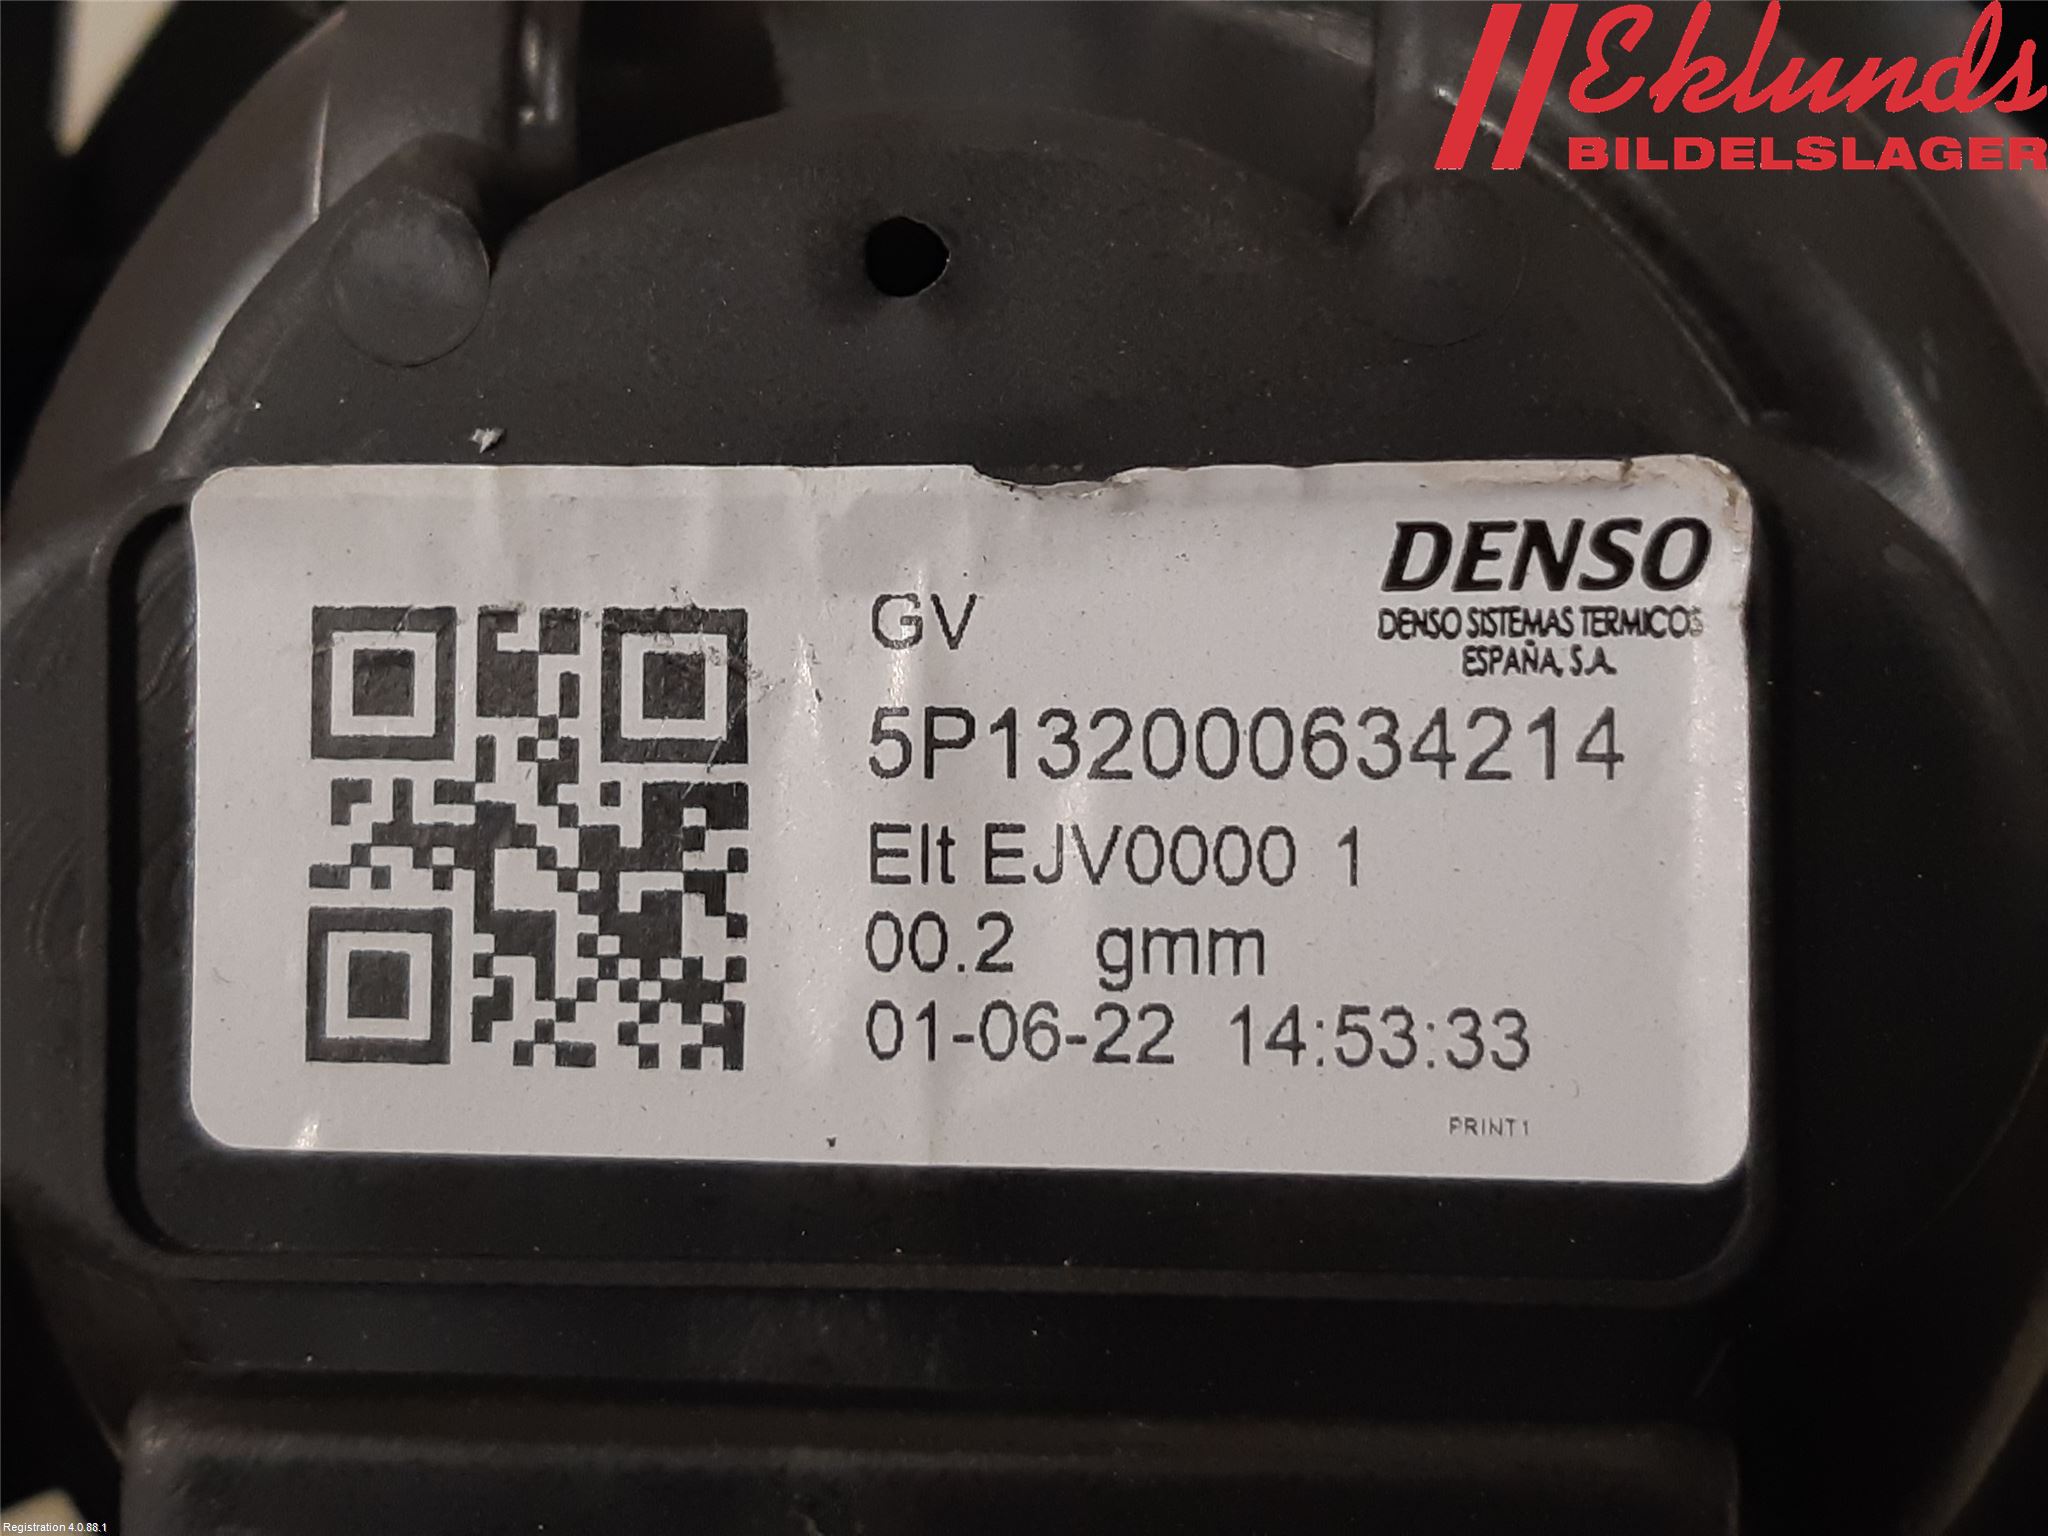 Eklunds
BILDELSLAGER
DENSO
DENSO SISTEMAS TERMICOS
ESPAÑA, S.A.
GV
5P132000634214
Elt EJV0000 1
00.2 gmm
01-06-22 14:53:33
PRINT1
Registration 4.0.88.1